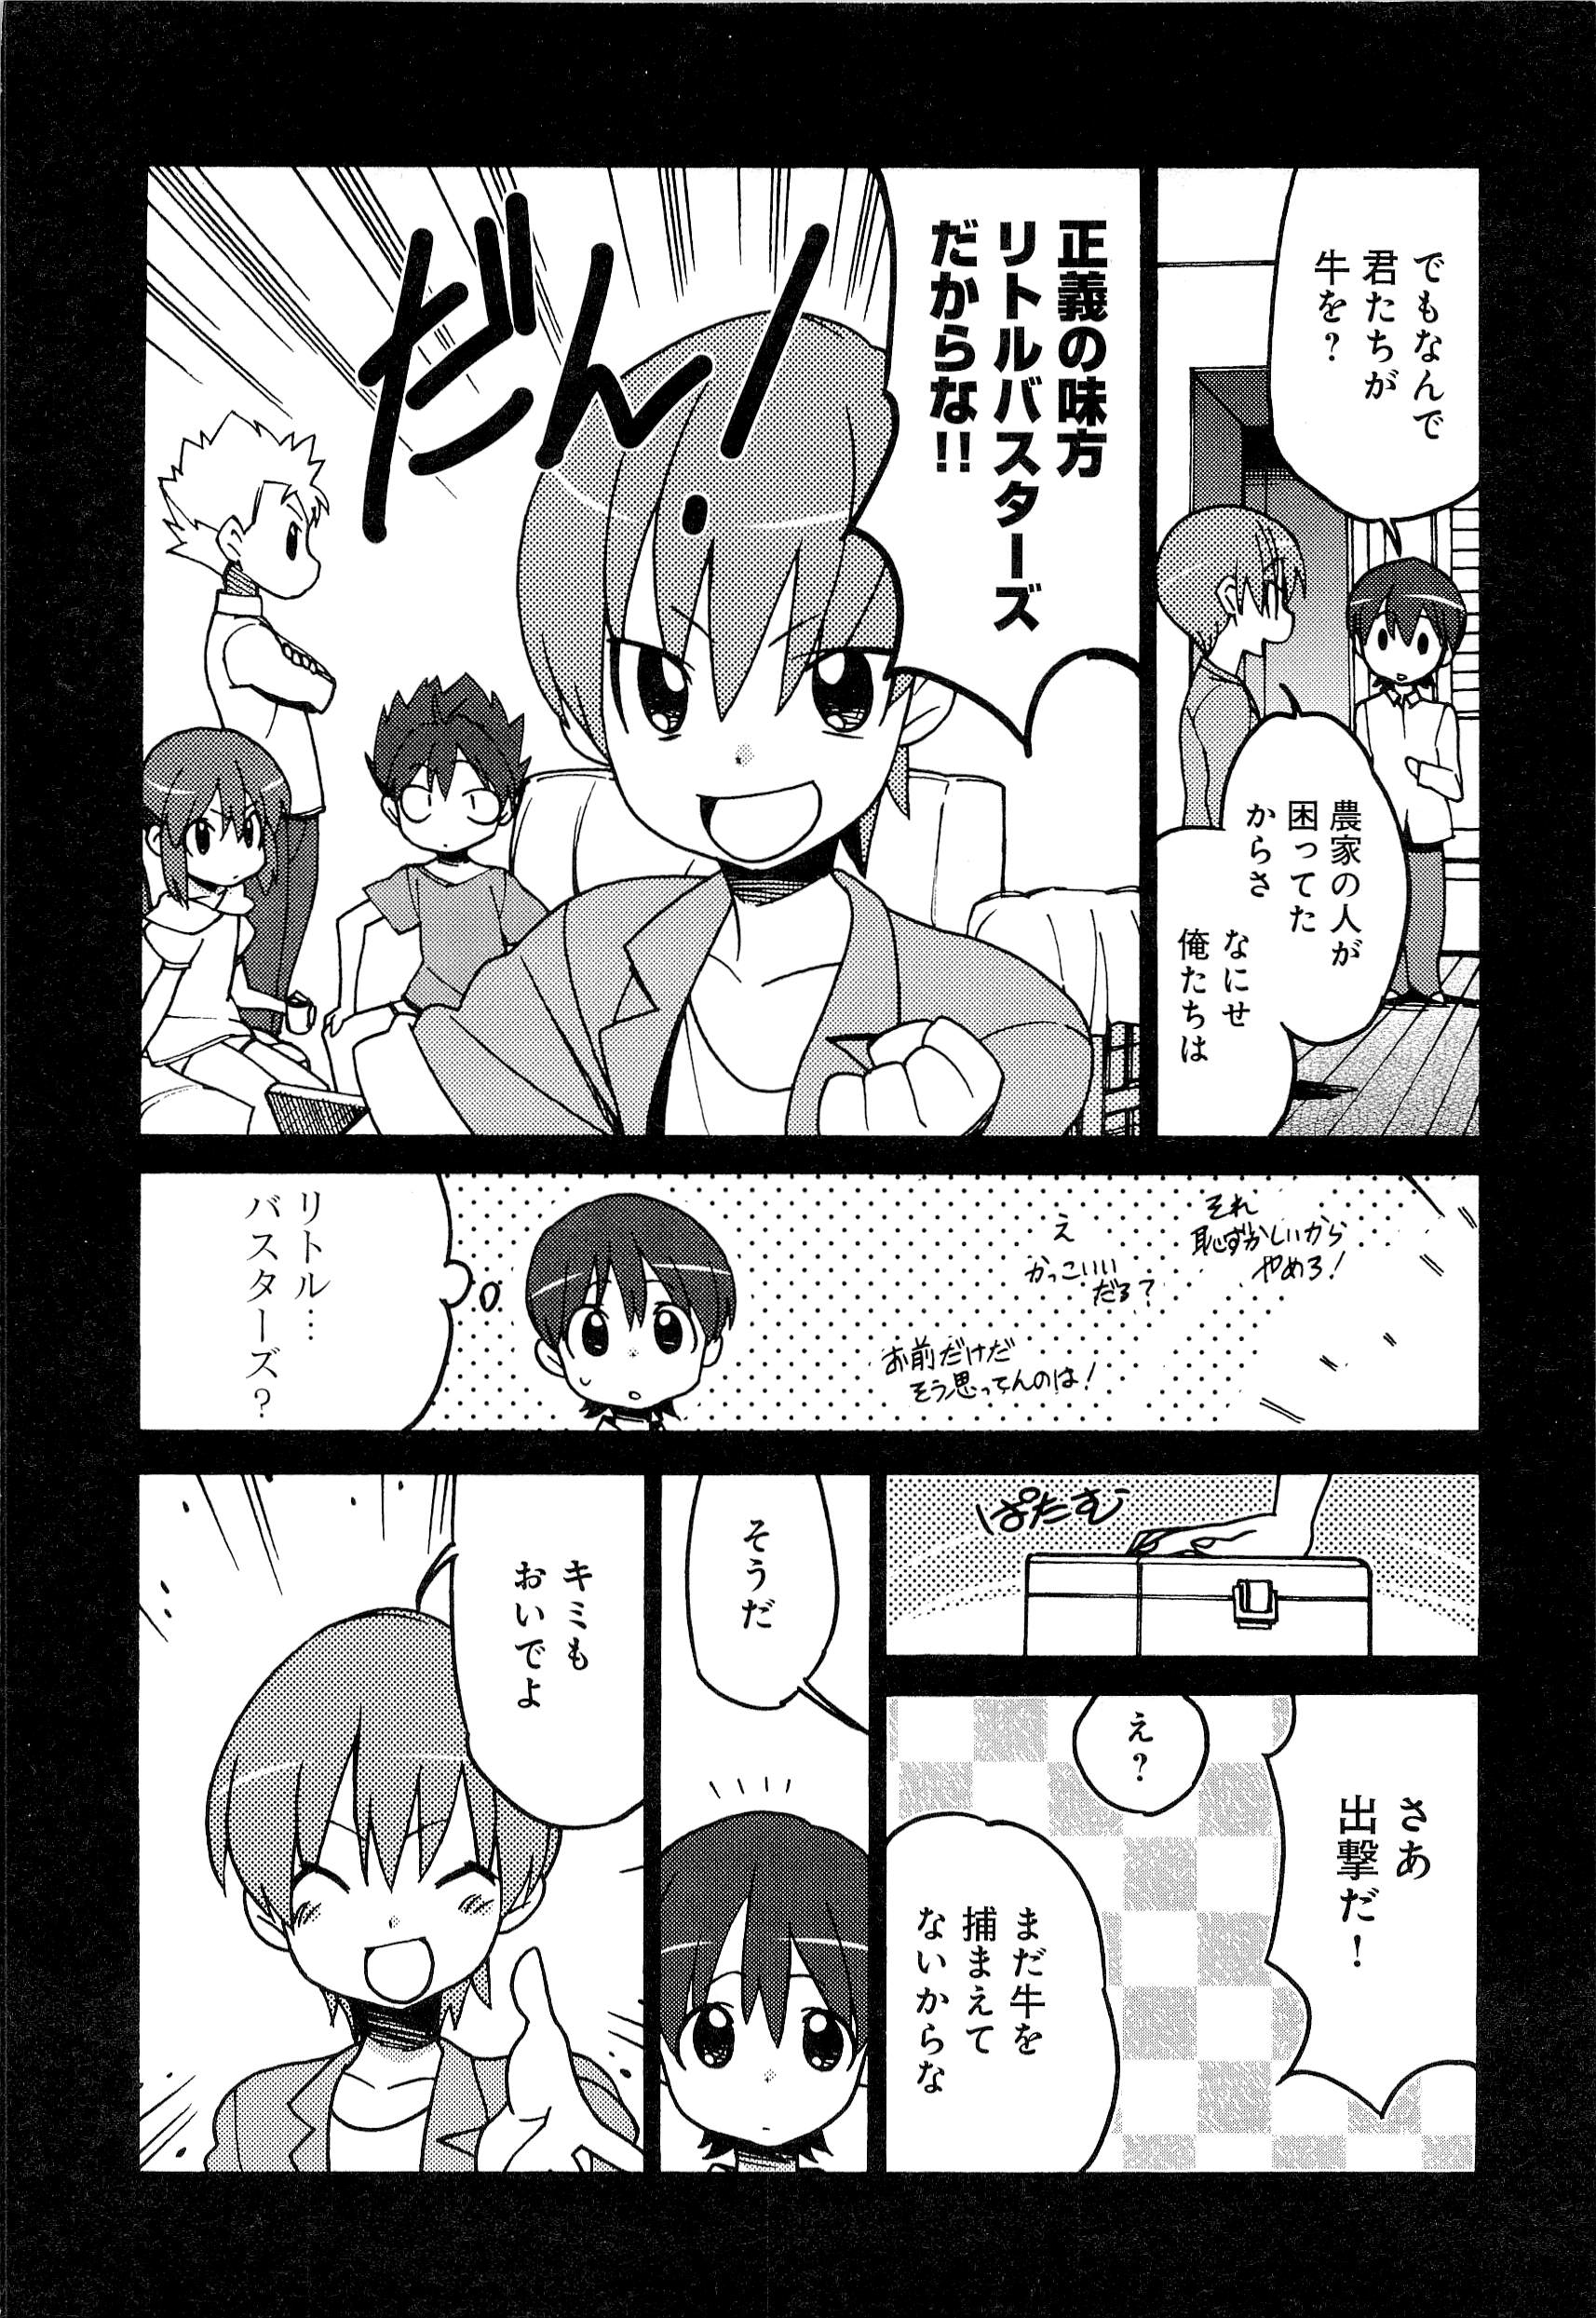 でもなんで
君たちが
牛を？
農家の人が
困ってた
からさ
なにせ
俺たちは
正義の味方
リトルバスターズ
だからな!!
だん！
それ
恥ずかしいから
やめろ！
え
かっこいい
だろ？
お前だけだ
そう思ってんのは！
リトル…
バスターズ？
ぱたむ
さあ
出撃だ！
え？
まだ牛を
捕まえて
ないからな
そうだ
キミも
おいでよ